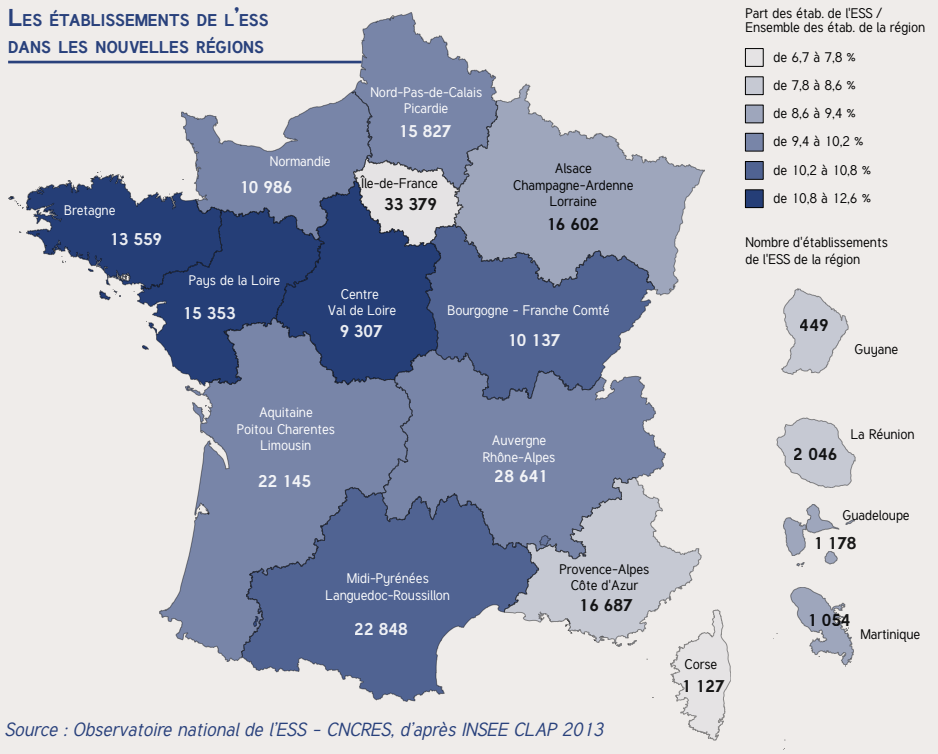 Les établissements de l'ESS
dans les nouvelles régions
Part des étab. de l'ESS /
Ensemble des étab. de la région
de 6,7 à 7,8 %
de 7,8 à 8,6 %
de 8,6 à 9,4 %
de 9,4 à 10,2 %
de 10,2 à 10,8 %
de 10,8 à 12,6 %
Nombre d'établissements
de l'ESS de la région
Nord-Pas-de-Calais
Picardie
15 827
Normandie
10 986
Île-de-France
33 379
Alsace
Champagne-Ardenne
Lorraine
16 602
Bretagne
13 559
Pays de la Loire
15 353
Centre
Val de Loire
9 307
Bourgogne - Franche Comté
10 137
Aquitaine
Poitou Charentes
Limousin
22 145
Auvergne
Rhône-Alpes
28 641
Midi-Pyrénées
Languedoc-Roussillon
22 848
Provence-Alpes
Côte d'Azur
16 687
Corse
1 127
449
Guyane
La Réunion
2 046
Guadeloupe
1 178
1 054
Martinique
Source : Observatoire national de l'ESS - CNCRES, d'après INSEE CLAP 2013